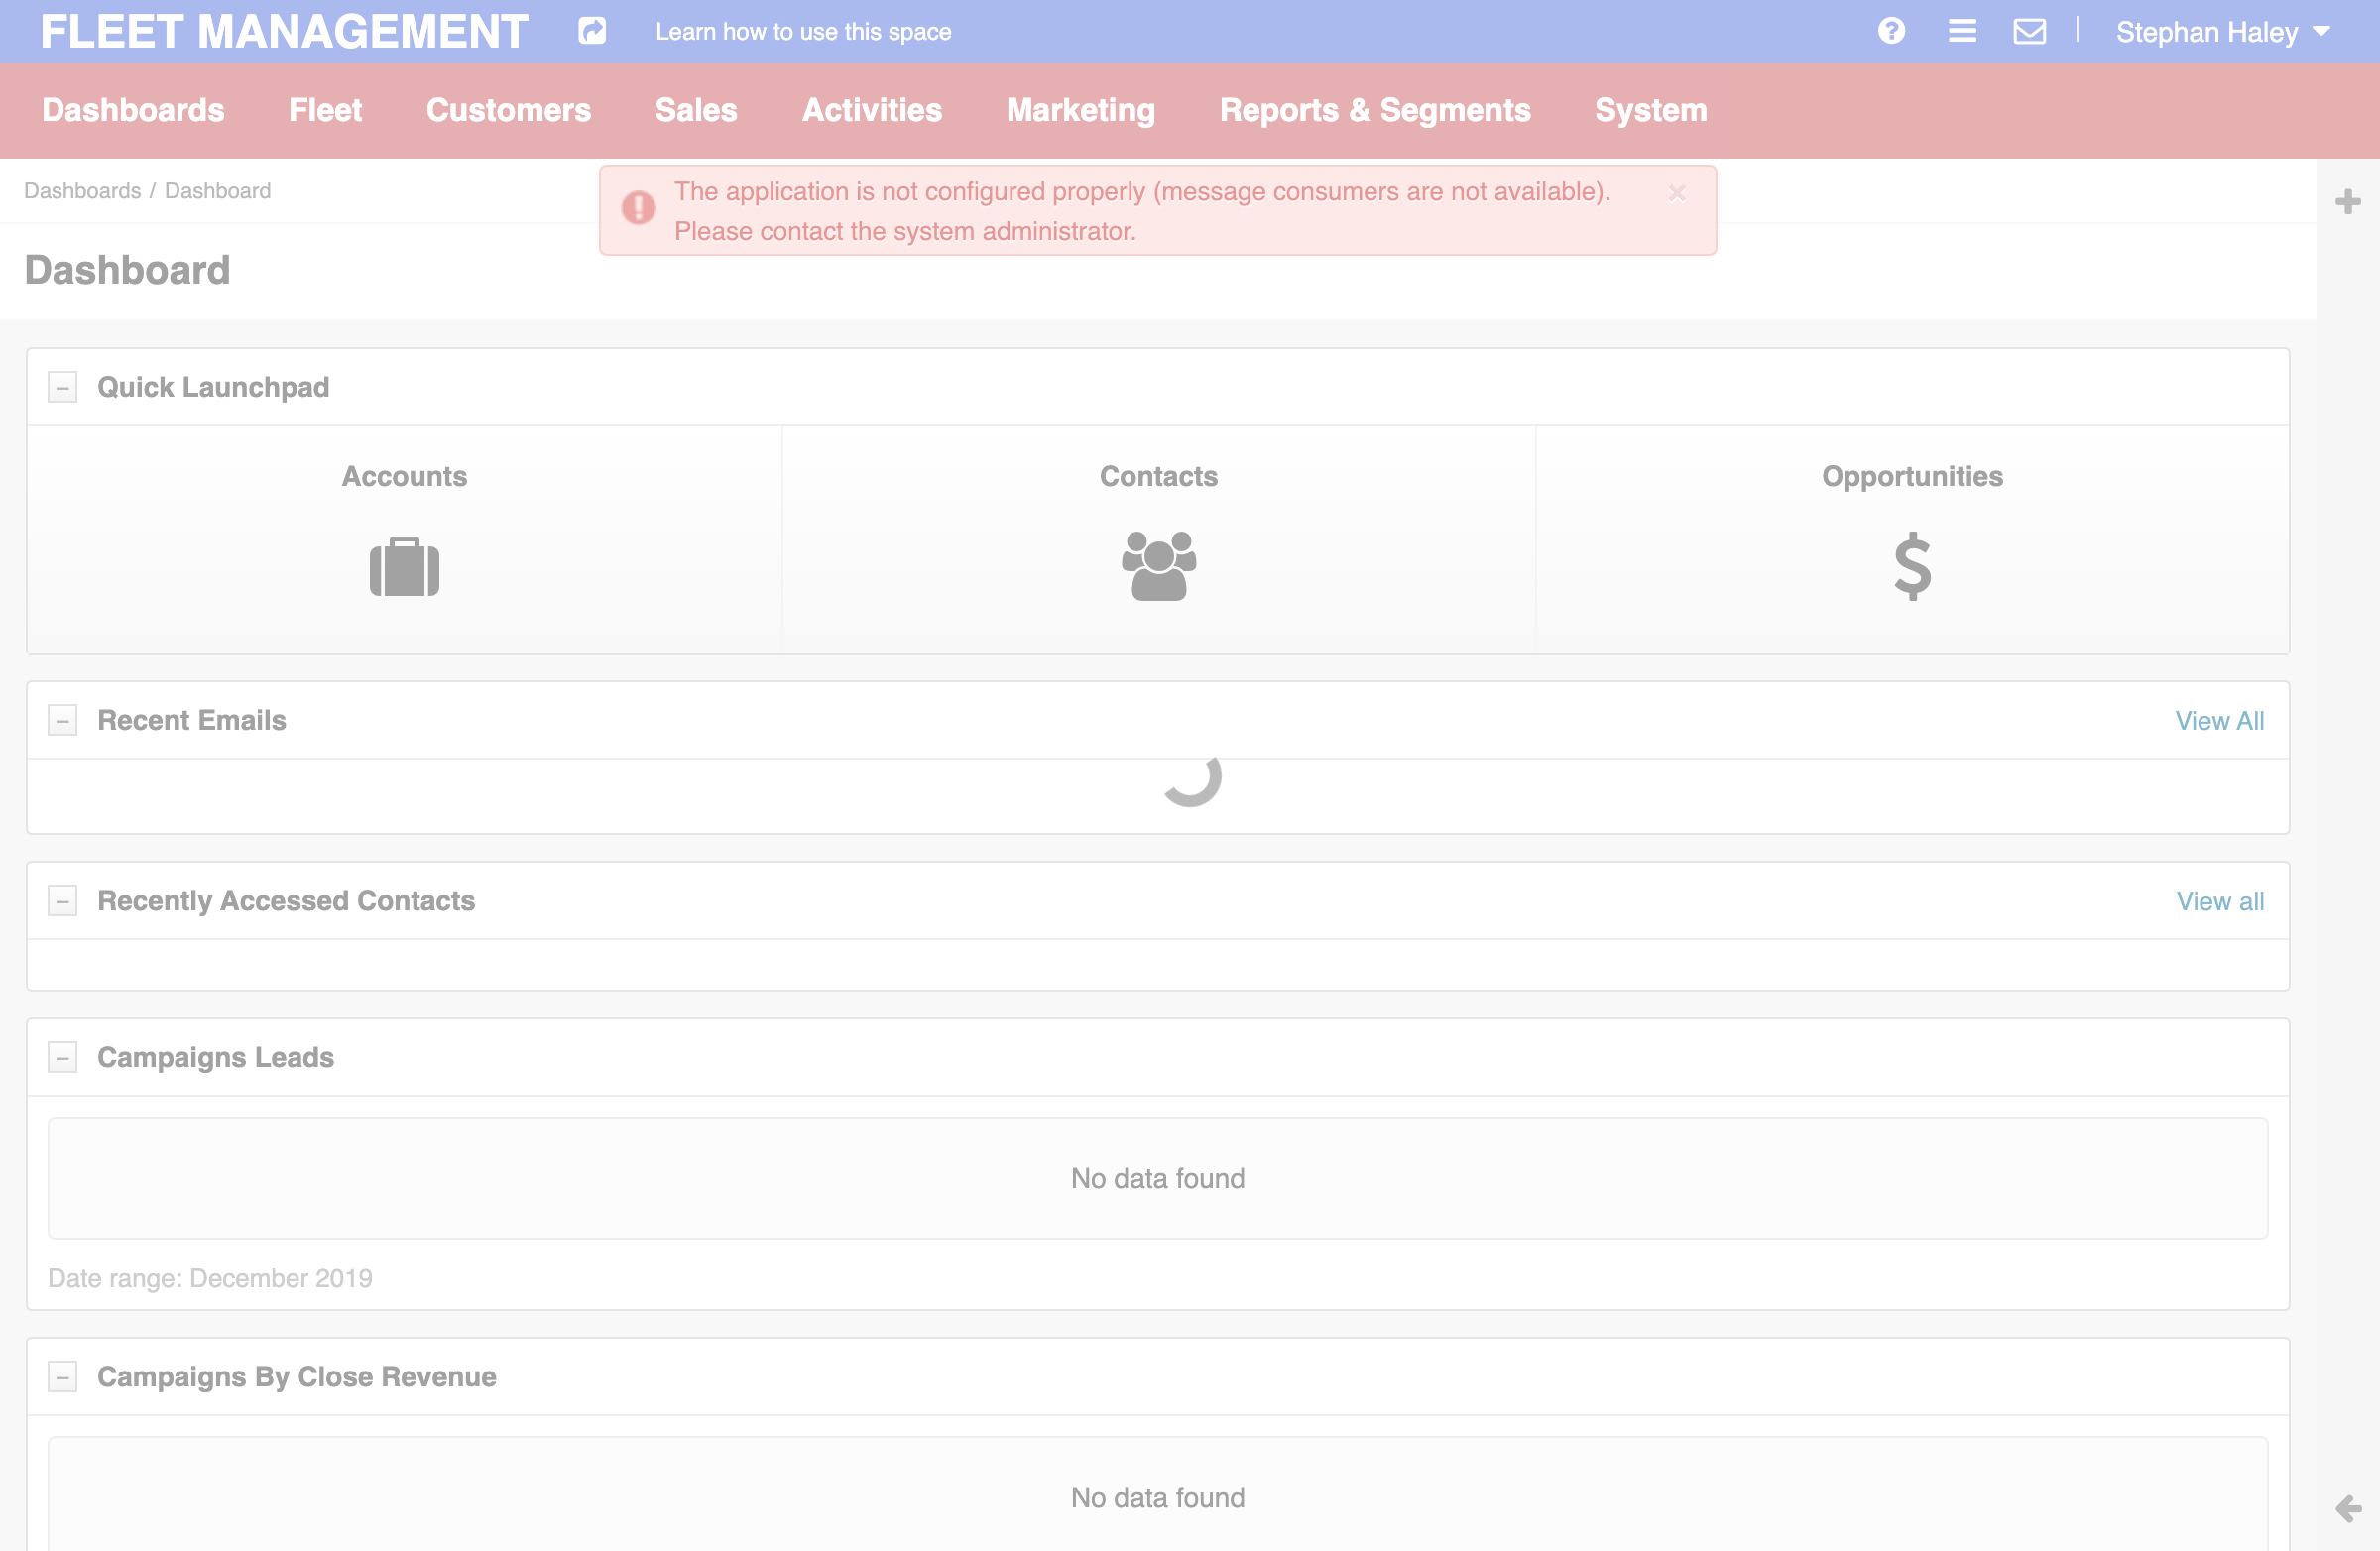 FLEET MANAGEMENT
Learn how to use this space
Stephan Haley
Dashboards
Fleet
Customers
Sales
Activities
Marketing
Reports & Segments
System
Dashboards / Dashboard
The application is not configured properly (message consumers are not available).
Please contact the system administrator.
Dashboard
Quick Launchpad
Accounts
Contacts
Opportunities
Recent Emails
View All
Recently Accessed Contacts
View all
Campaigns Leads
No data found
Date range: December 2019
Campaigns By Close Revenue
No data found